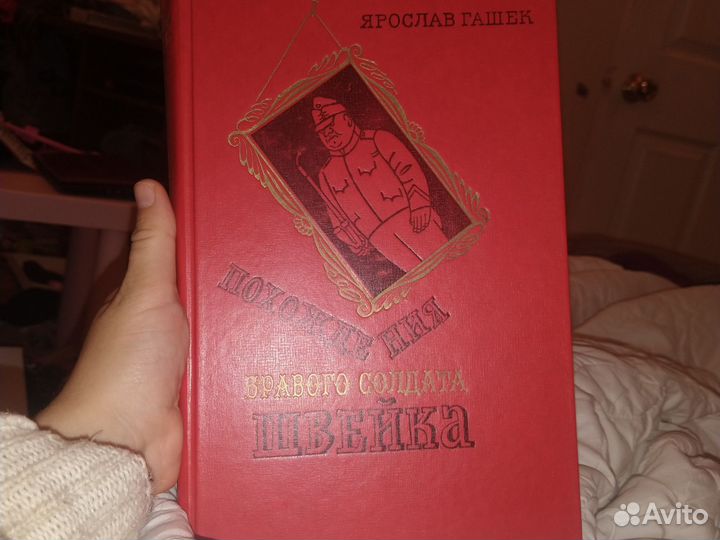 ЯРОСЛАВ ГАШЕК
ПОХОЖДЕНИЯ
БРАВОГО СОЛДАТА
ШВЕЙКА
Avito